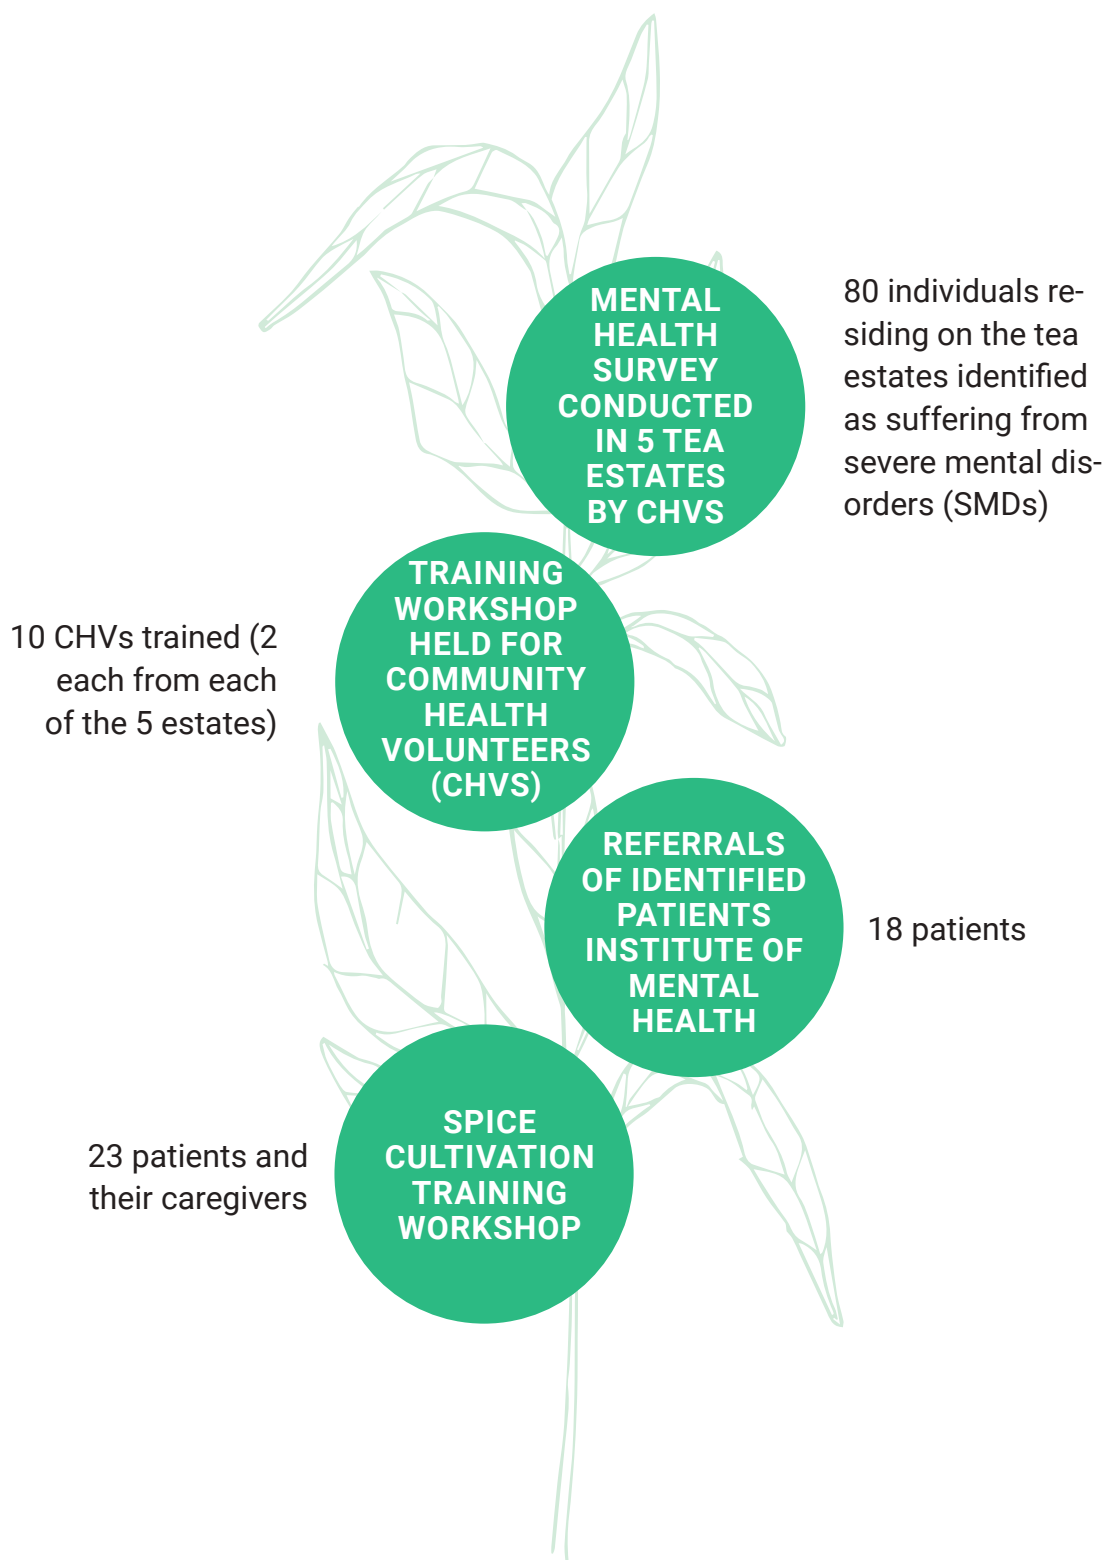 MENTAL
HEALTH
SURVEY
CONDUCTED
IN 5 TEA
ESTATES
BY CHVS
80 individuals re-
siding on the tea
estates identified
as suffering from
severe mental dis-
orders (SMDs)
TRAINING
WORKSHOP
HELD FOR
COMMUNITY
HEALTH
VOLUNTEERS
(CHVS)
10 CHVs trained (2
each from each
of the 5 estates)
REFERRALS
OF IDENTIFIED
PATIENTS
INSTITUTE OF
MENTAL
HEALTH
18 patients
SPICE
CULTIVATION
TRAINING
WORKSHOP
23 patients and
their caregivers